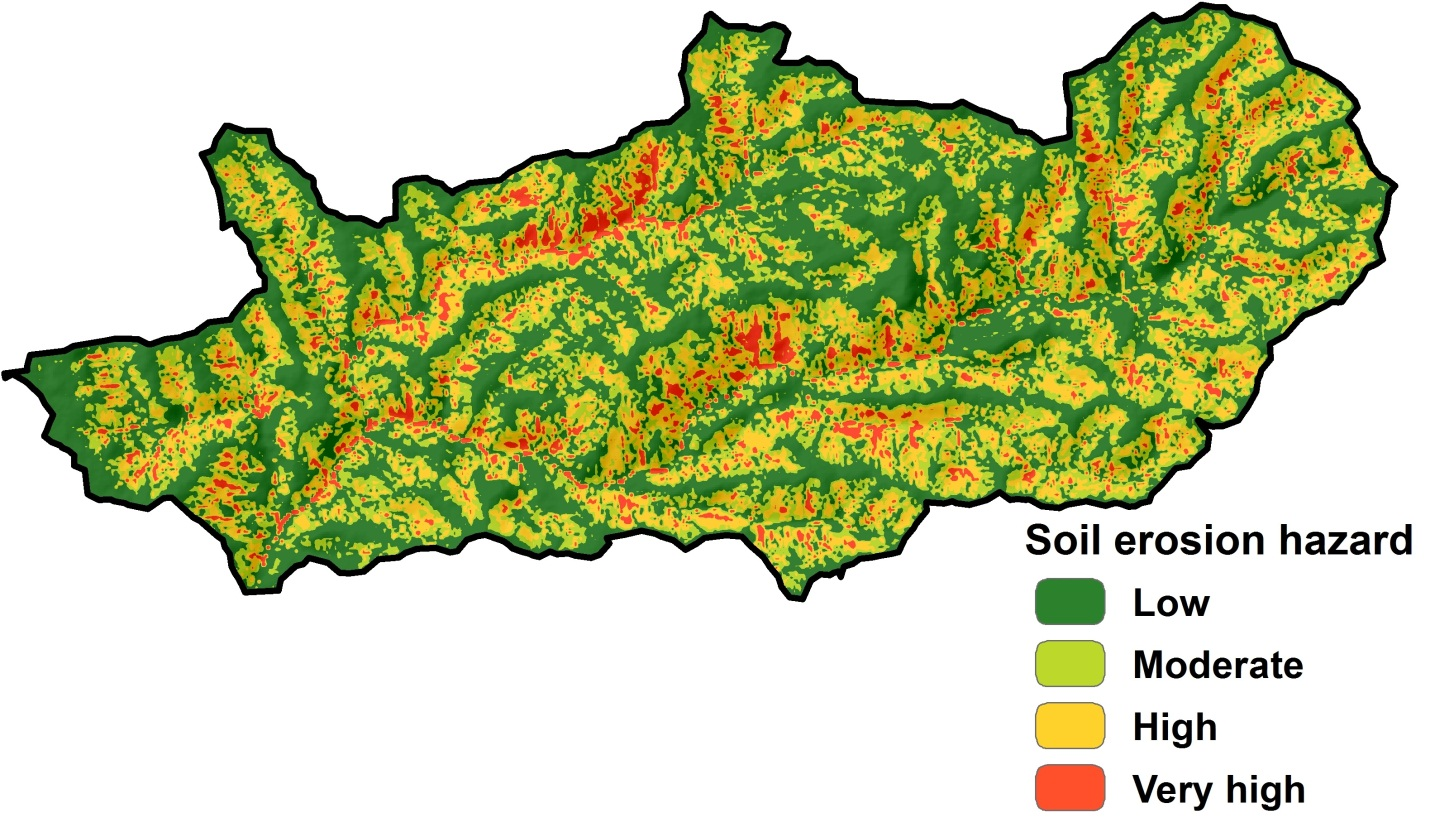 Soil erosion hazard
Low
Moderate
High
Very high